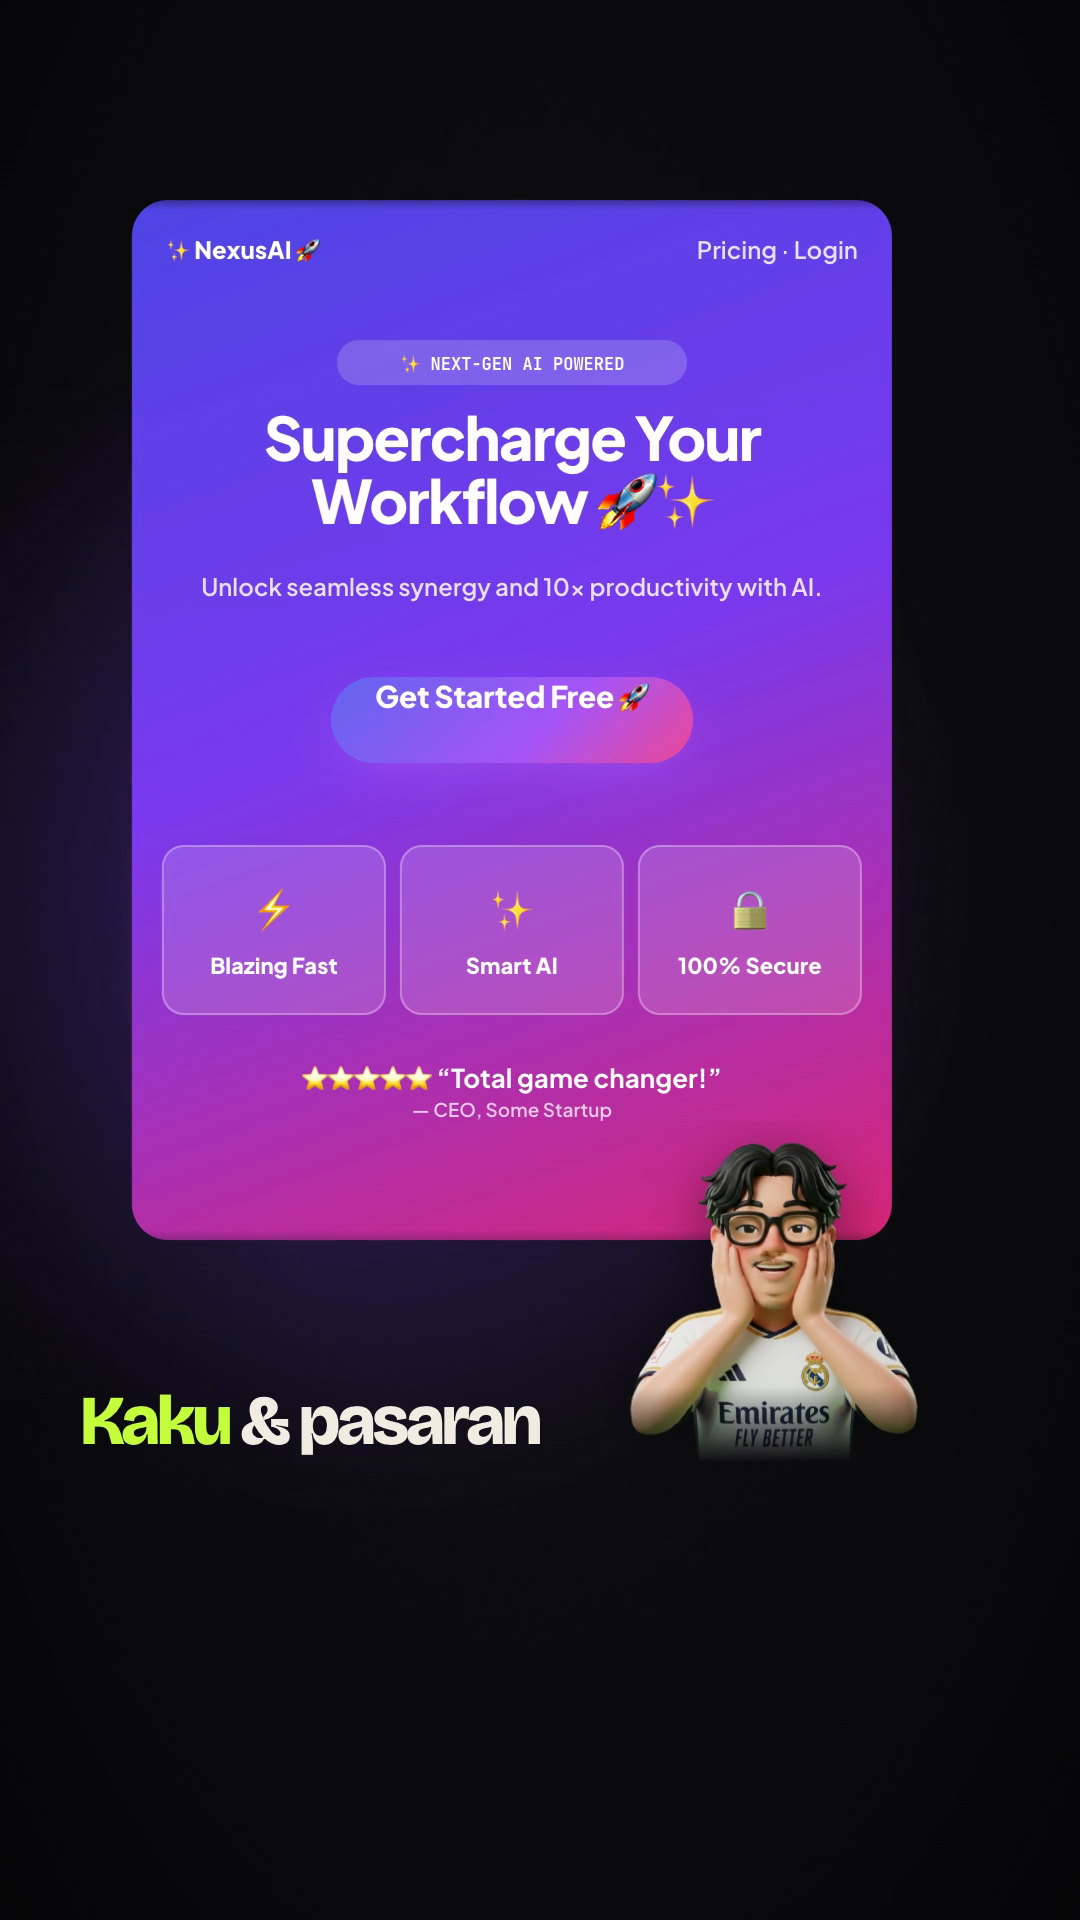 ✨ NexusAI 🚀
Pricing · Login
✨ NEXT-GEN AI POWERED
Supercharge Your
Workflow 🚀✨
Unlock seamless synergy and 10× productivity with AI.
Get Started Free 🚀
Blazing Fast
Smart AI
100% Secure
⭐⭐⭐⭐⭐ “Total game changer!”
— CEO, Some Startup
Emirates
FLY BETTER
Kaku & pasaran